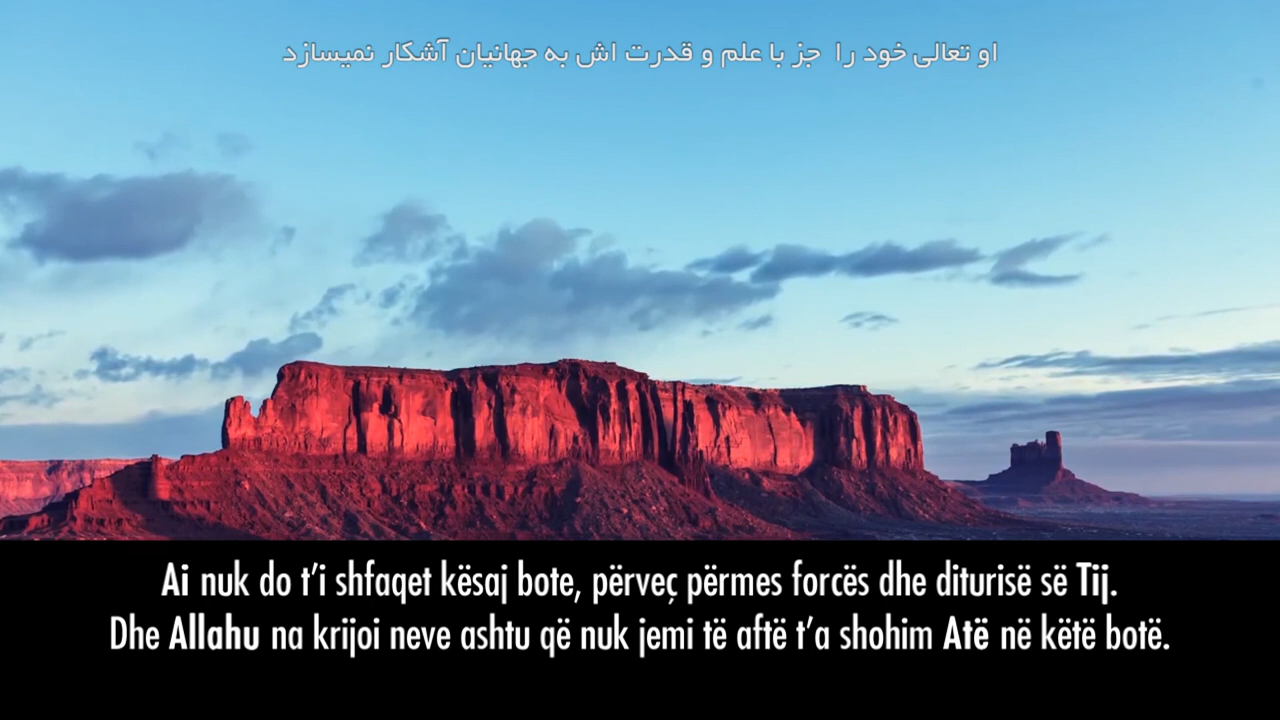 او تعالی خود را جز با علم و قدرت اش به جهانیان آشکار نمیسازد
Ai nuk do t’i shfaqet kësaj bote, përveç përmes forcës dhe diturisë së Tij.
Dhe Allahu na krijoi neve ashtu që nuk jemi të aftë t’a shohim Atë në këtë botë.